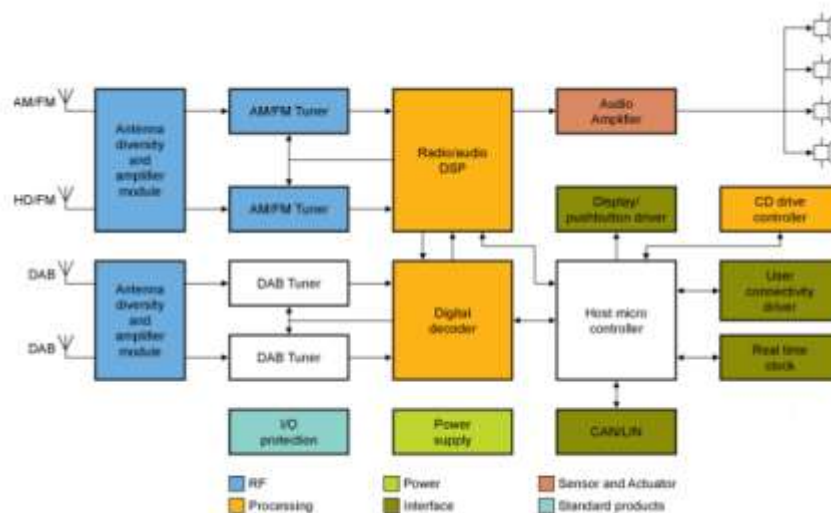 AM/FM
Antenna
diversity
and
amplifier
module
AM/FM Tuner
Radio/audio
DSP
Audio
Amplifier
HD/FM
AM/FM Tuner
Display/
pushbutton driver
CD drive
controller
DAB
Antenna
diversity
and
amplifier
module
DAB Tuner
Digital
decoder
Host micro
controller
User
connectivity
driver
DAB
DAB Tuner
Real time
clock
I/O
protection
Power
supply
CAN/LIN
RF
Power
Sensor and Actuator
Processing
Interface
Standard products